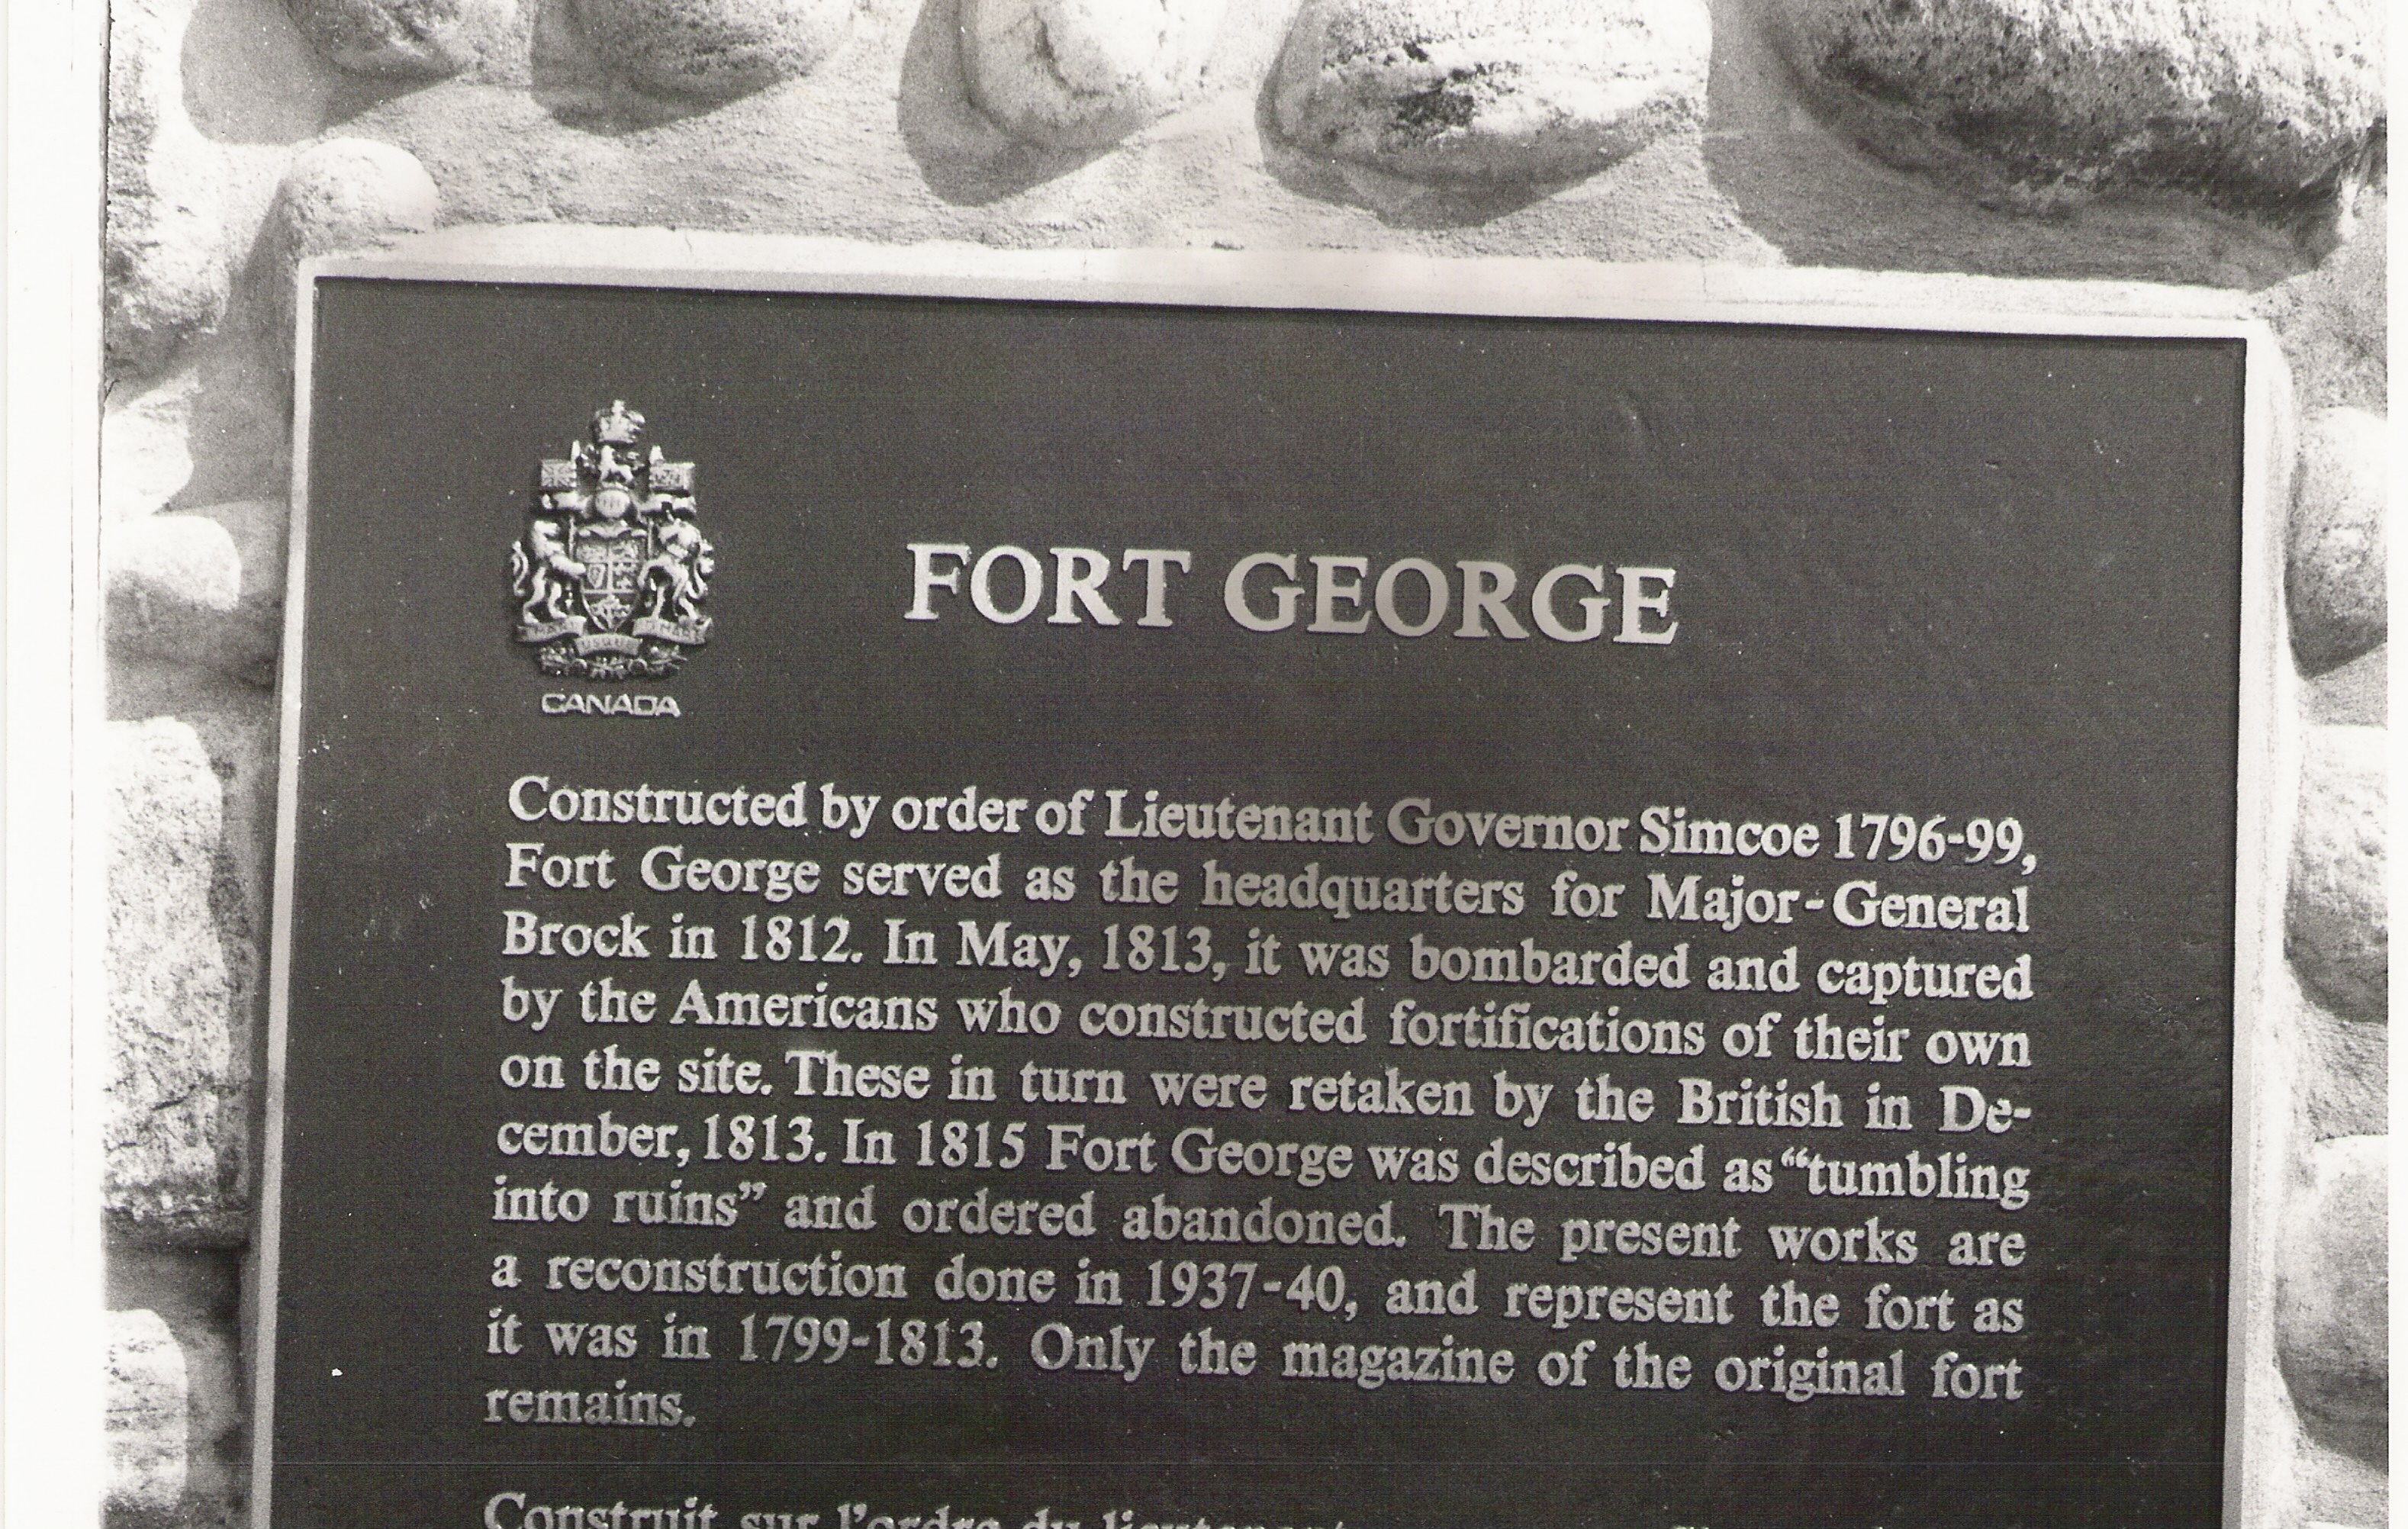 FORT GEORGE
CANADA
Constructed by order of Lieutenant Governor Simcoe 1796-99,
Fort George served as the headquarters for Major-General
Brock in 1812. In May, 1813, it was bombarded and captured
by the Americans who constructed fortifications of their own
on the site. These in turn were retaken by the British in De-
cember, 1813. In 1815 Fort George was described as “tumbling
into ruins” and ordered abandoned. The present works are
a reconstruction done in 1937-40, and represent the fort as
it was in 1799-1813. Only the magazine of the original fort
remains.
Construit sur l'ordre du lieutenant